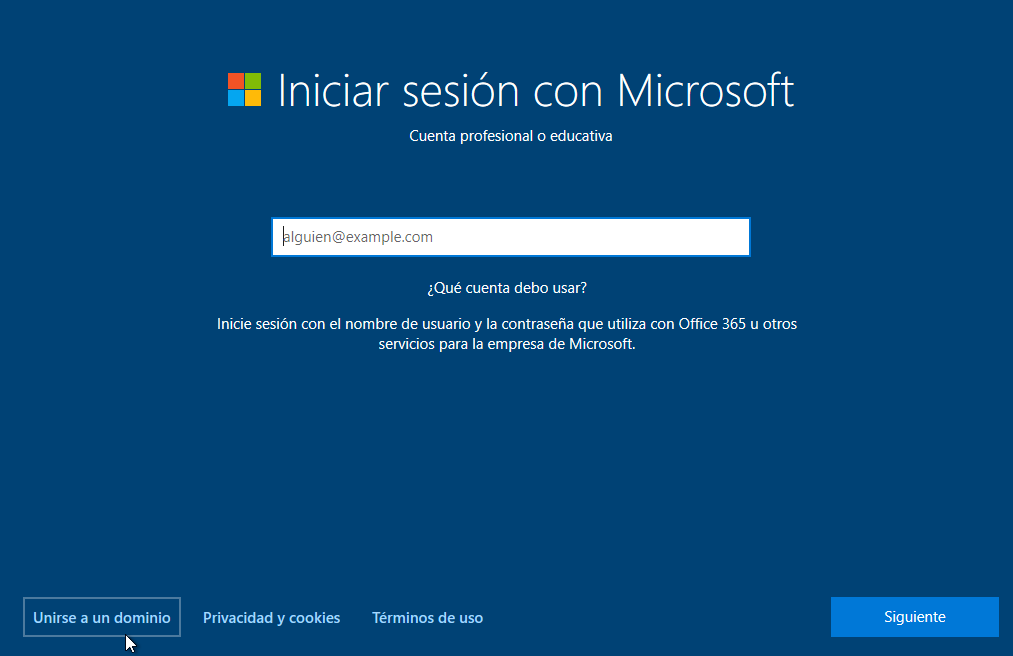 Iniciar sesión con Microsoft
Cuenta profesional o educativa
alguien@example.com
¿Qué cuenta debo usar?
Inicie sesión con el nombre de usuario y la contraseña que utiliza con Office 365 u otros
servicios para la empresa de Microsoft.
Unirse a un dominio
Privacidad y cookies
Términos de uso
Siguiente